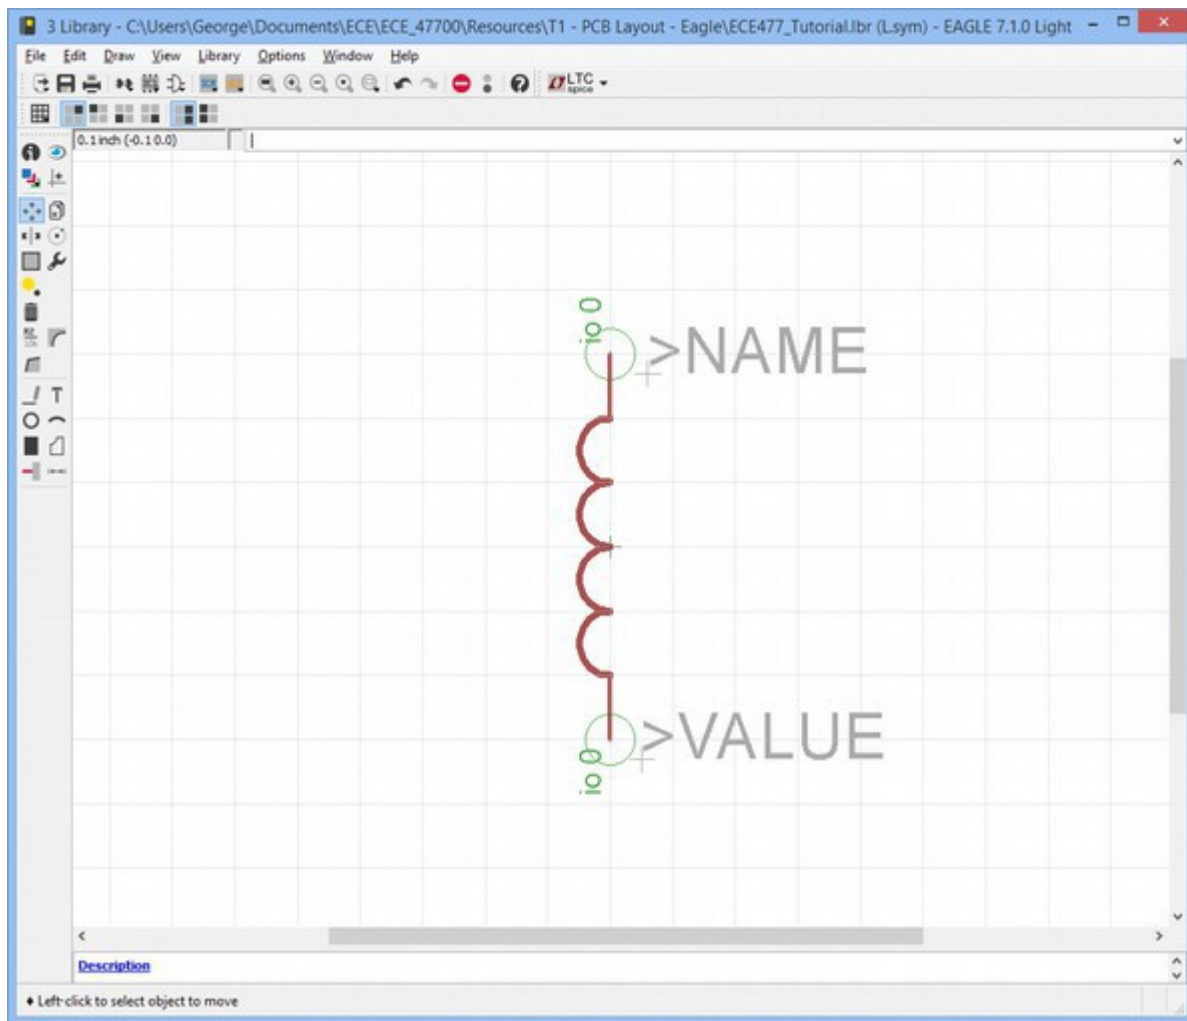 3 Library - C:\Users\George\Documents\ECE\ECE_47700\Resources\T1 - PCB Layout - Eagle\ECE477_Tutorial.lbr (L.sym) - EAGLE 7.1.0 Light
File Edit Draw View Library Options Window Help
LTC
spice
0.1 inch (-0.1 0.0)
io 0
>NAME
>VALUE
io 0
Description
Left-click to select object to move